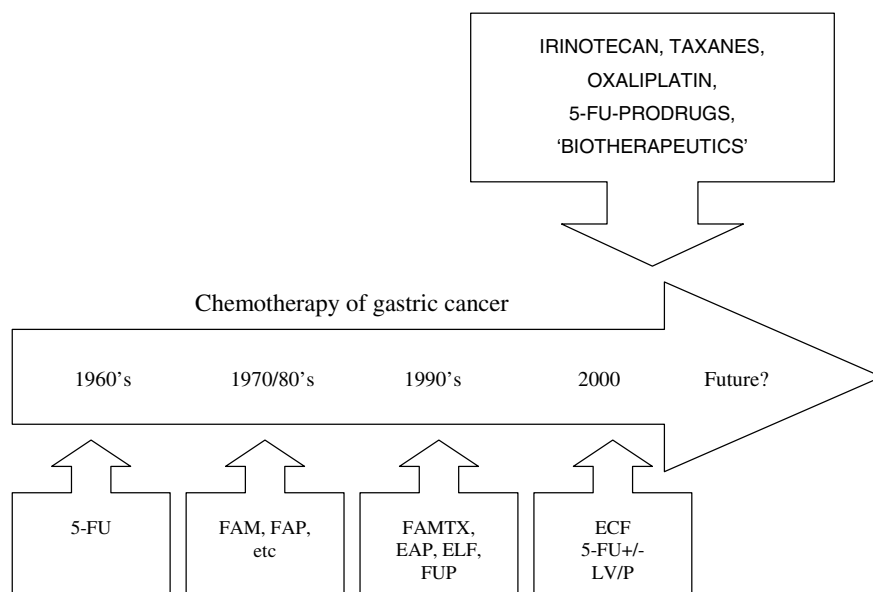 IRINOTECAN, TAXANES,
OXALIPLATIN,
5-FU-PRODRUGS,
‘BIOTHERAPEUTICS’
Chemotherapy of gastric cancer
1960’s 1970/80’s 1990’s 2000 Future?
5-FU
FAM, FAP,
etc
FAMTX,
EAP, ELF,
FUP
ECF
5-FU+/-
LV/P